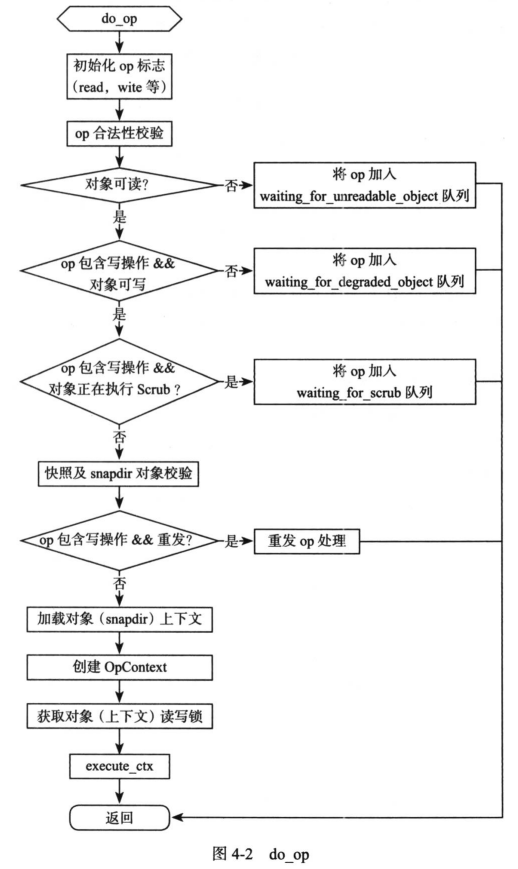 do_op
初始化 op 标志
（read，wite 等）
op 合法性校验
对象可读？
否
将 op 加入
waiting_for_unreadable_object 队列
是
op 包含写操作 &&
对象可写
否
将 op 加入
waiting_for_degraded_object 队列
是
op 包含写操作 &&
对象正在执行 Scrub？
是
将 op 加入
waiting_for_scrub 队列
否
快照及 snapdir 对象校验
op 包含写操作 && 重发？
是
重发 op 处理
否
加载对象（snapdir）上下文
创建 OpContext
获取对象（上下文）读写锁
execute_ctx
返回
图 4-2 do_op